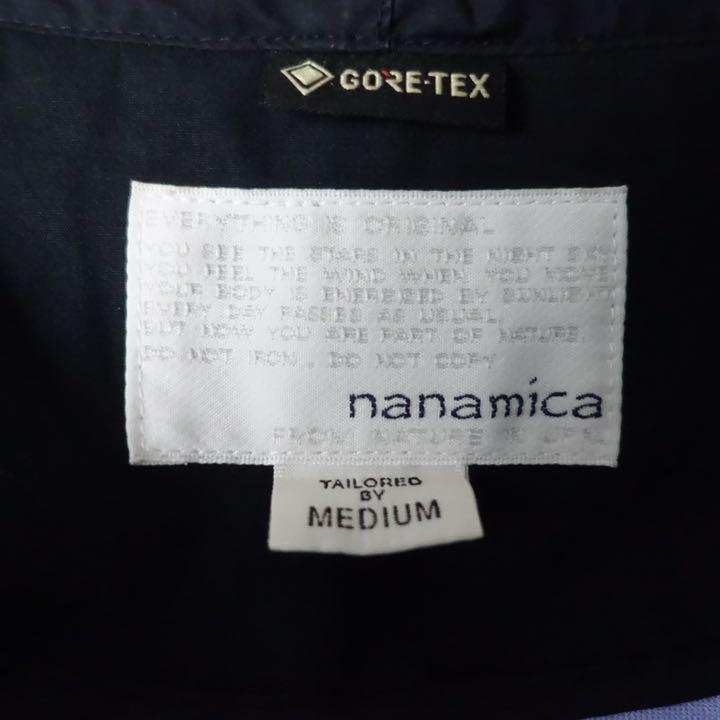 GORE-TEX
EVERYTHING IS ORIGINAL
YOU SEE THE STARS IN THE NIGHT SKY
YOU FEEL THE WIND WHEN YOU MOVE
YOUR BODY IS ENERGIZED BY SUNLIGHT
EVERY DAY PASSES AS USUAL.
BUT NOW YOU ARE PART OF NATURE.
DO NOT IRON. DO NOT COPY
nanamica
FROM NATURE IN
TAILORED
BY
MEDIUM